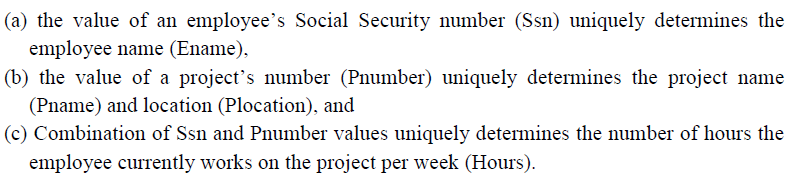 (a) the value of an employee’s Social Security number (Ssn) uniquely determines the
employee name (Ename),
(b) the value of a project’s number (Pnumber) uniquely determines the project name
(Pname) and location (Plocation), and
(c) Combination of Ssn and Pnumber values uniquely determines the number of hours the
employee currently works on the project per week (Hours).